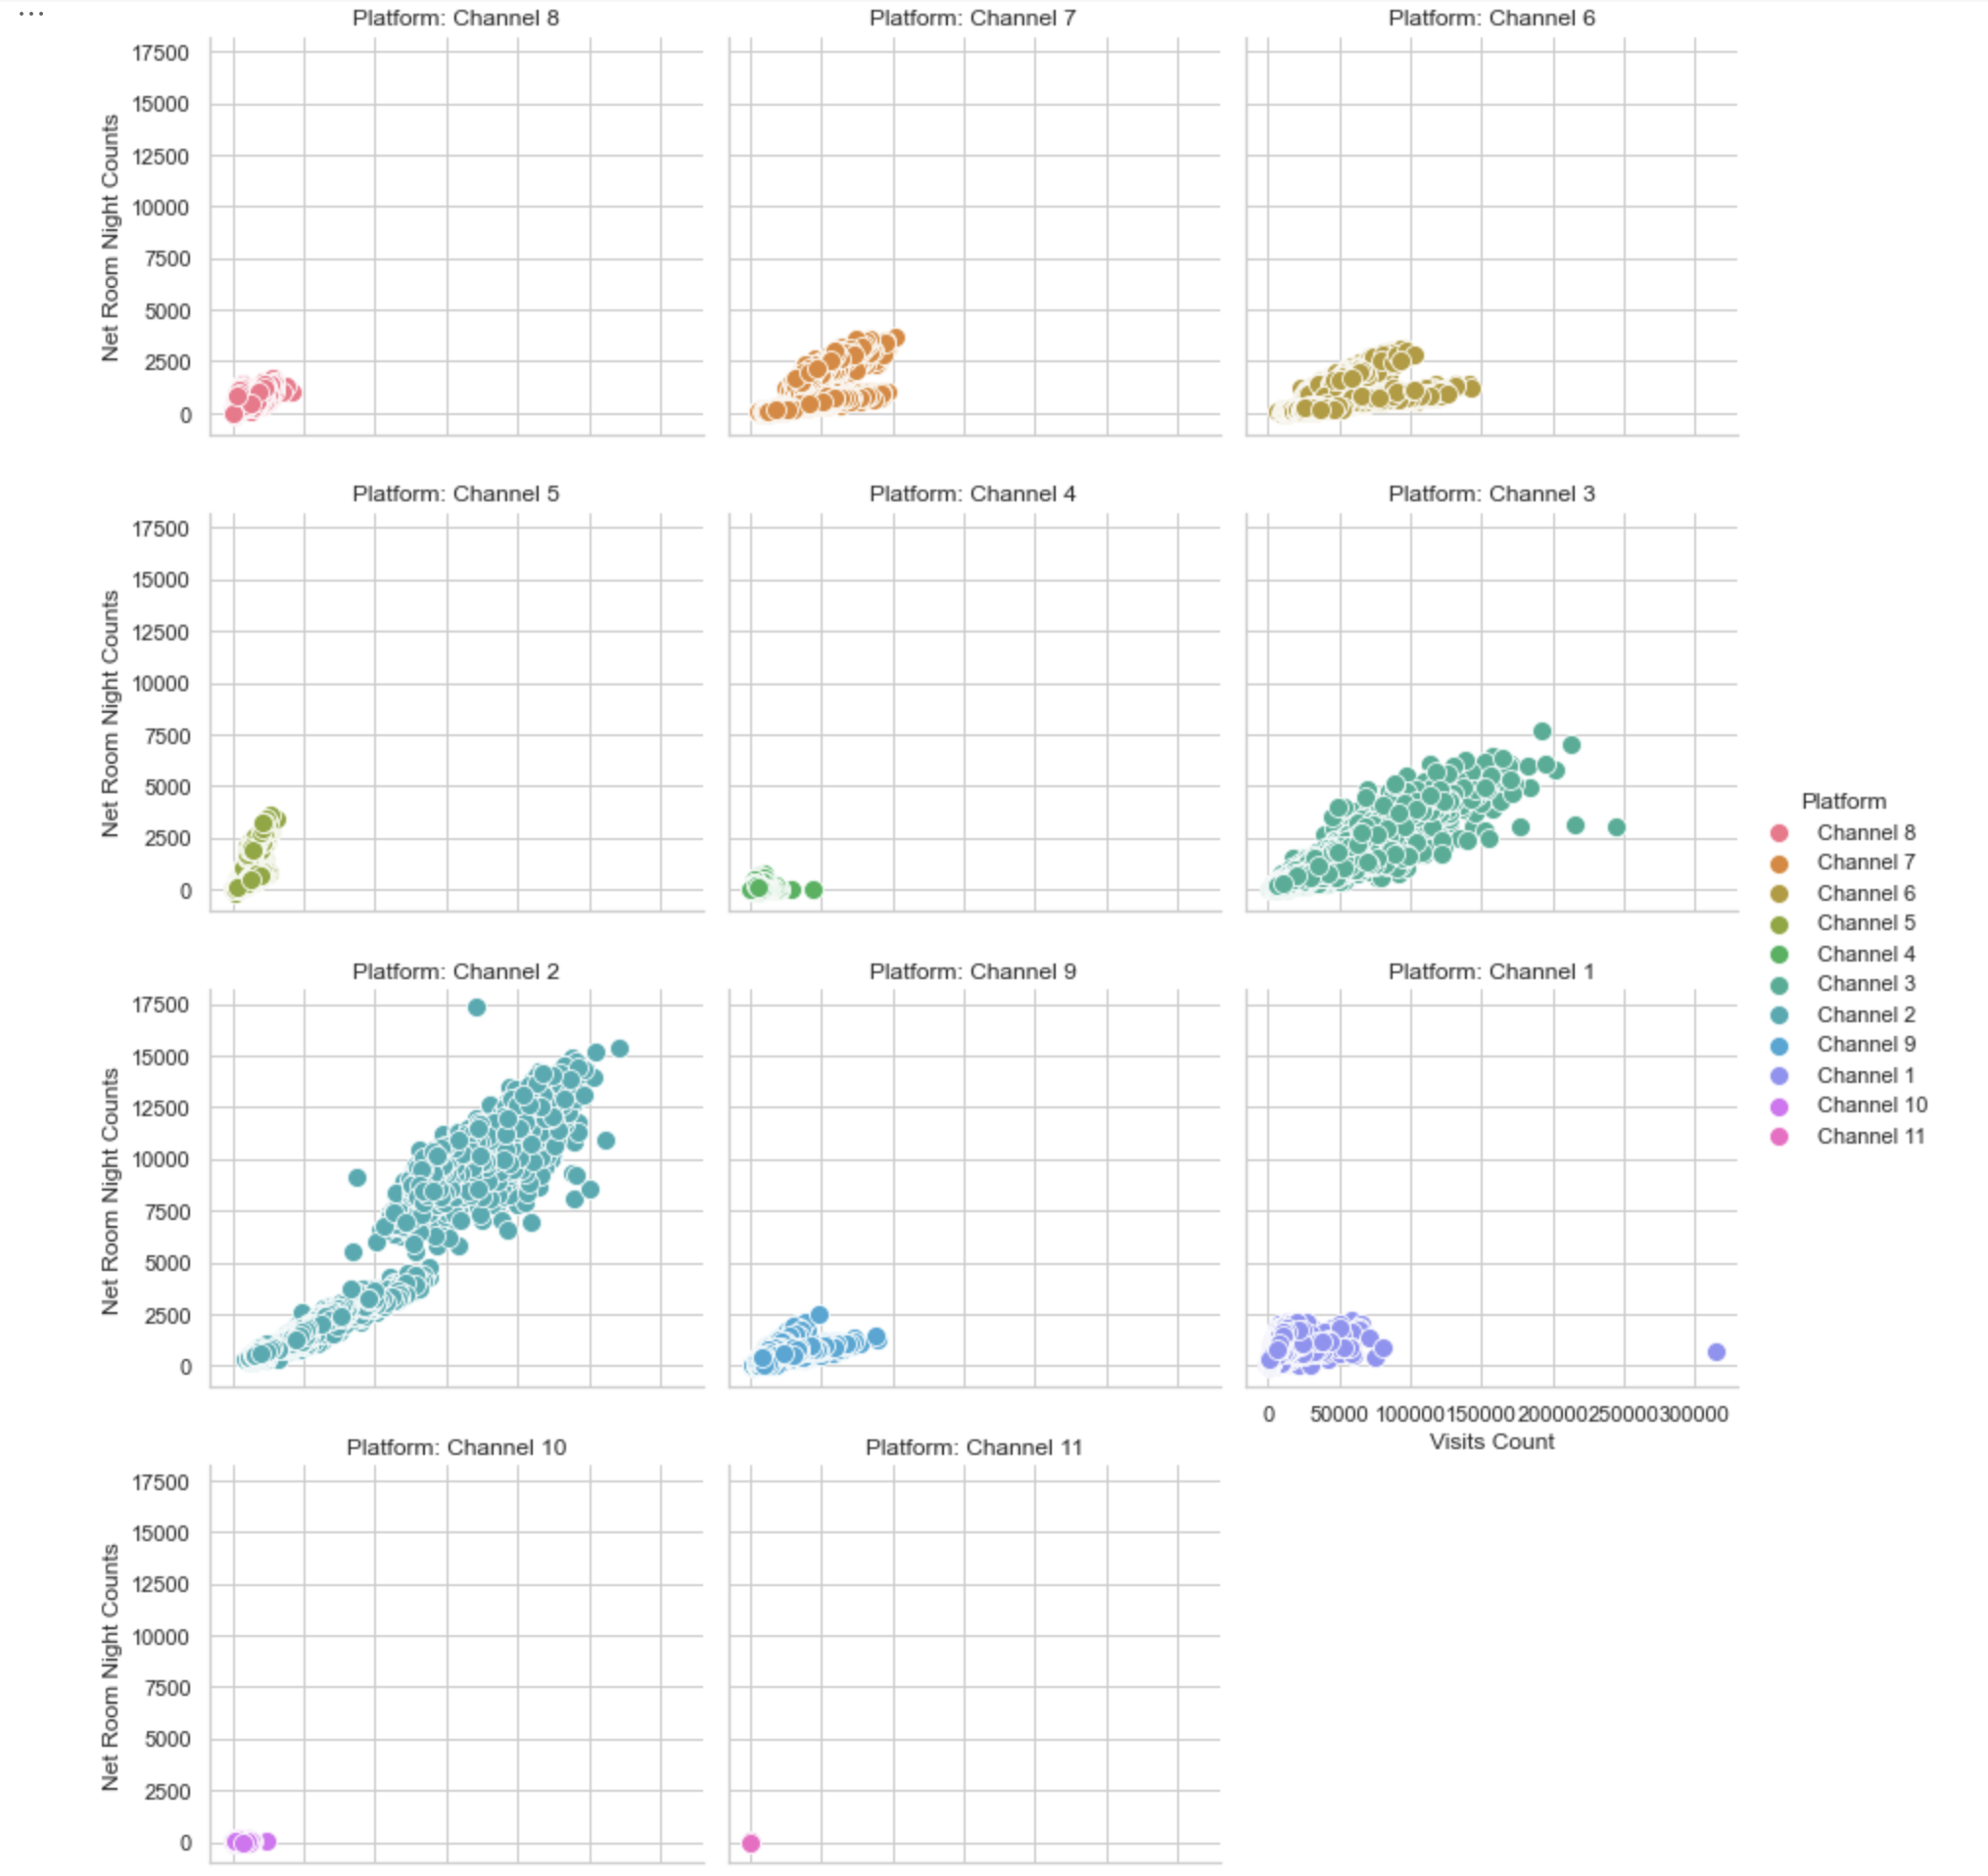 ...
Platform: Channel 8
Platform: Channel 7
Platform: Channel 6
17500
15000
12500
10000
7500
5000
2500
0
Net Room Night Counts
Platform: Channel 5
Platform: Channel 4
Platform: Channel 3
17500
15000
12500
10000
7500
5000
2500
0
Net Room Night Counts
Platform: Channel 2
Platform: Channel 9
Platform: Channel 1
17500
15000
12500
10000
7500
5000
2500
0
Net Room Night Counts
0 50000 100000 150000 200000 250000 300000
Visits Count
Platform: Channel 10
Platform: Channel 11
17500
15000
12500
10000
7500
5000
2500
0
Net Room Night Counts
Platform
Channel 8
Channel 7
Channel 6
Channel 5
Channel 4
Channel 3
Channel 2
Channel 9
Channel 1
Channel 10
Channel 11